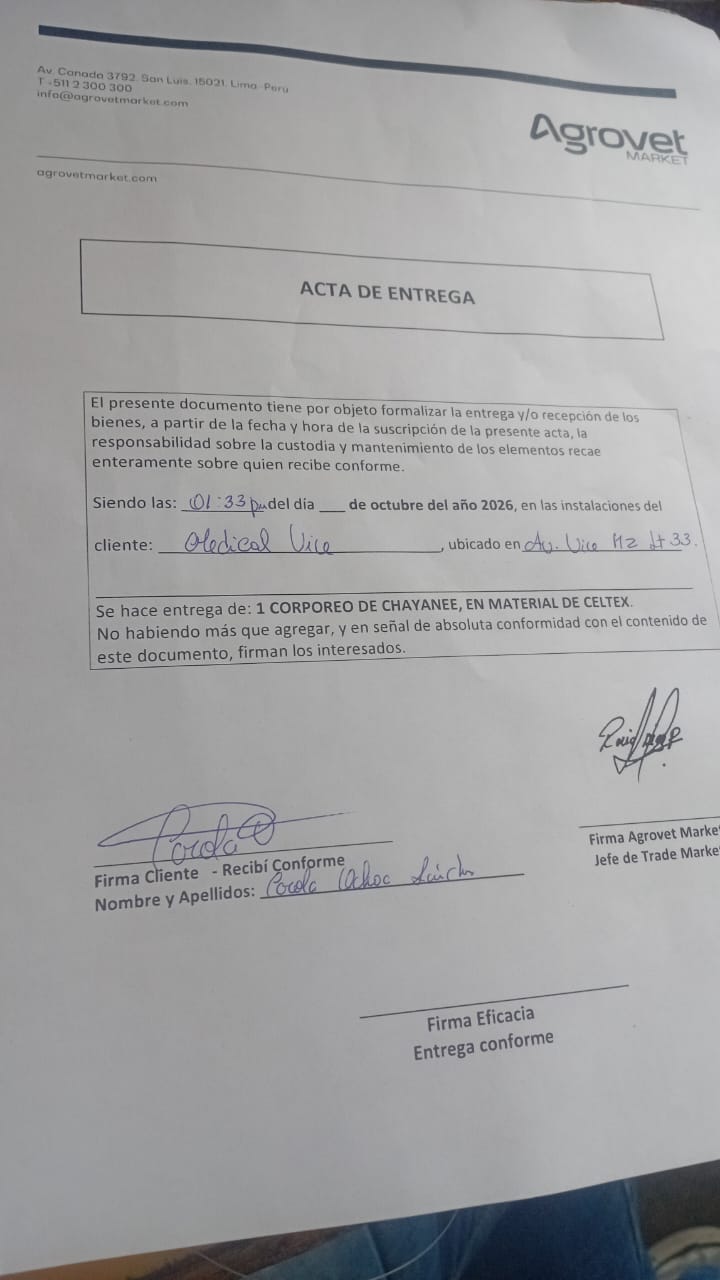 Av. Canada 3792. San Luis. 15021. Lima-Perú
T +511 2 300 300
info@agrovetmarket.com
Agrovet
MARKET
agrovetmarket.com
ACTA DE ENTREGA
El presente documento tiene por objeto formalizar la entrega y/o recepción de los
bienes, a partir de la fecha y hora de la suscripción de la presente acta, la
responsabilidad sobre la custodia y mantenimiento de los elementos recae
enteramente sobre quien recibe conforme.
Siendo las: 01:33 pm del día ____ de octubre del año 2026, en las instalaciones del
cliente: Medical Vice, ubicado en Av. Vice Mz Lt 33.
Se hace entrega de: 1 CORPOREO DE CHAYANEE, EN MATERIAL DE CELTEX.
No habiendo más que agregar, y en señal de absoluta conformidad con el contenido de
este documento, firman los interesados.
Firma Agrovet Market
Jefe de Trade Market
Firma Cliente - Recibí Conforme
Nombre y Apellidos:
Firma Eficacia
Entrega conforme